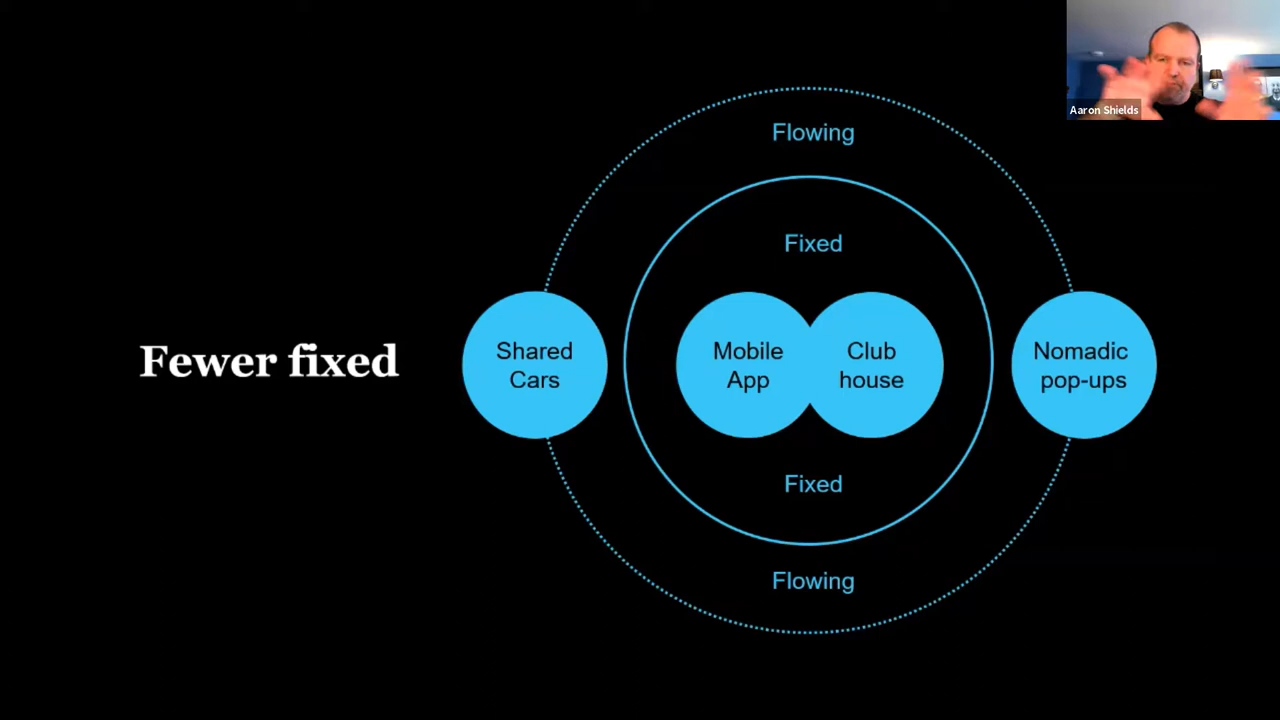 Aaron Shields
Flowing
Fixed
Fewer fixed
Shared
Cars
Mobile
App
Club
house
Nomadic
pop-ups
Fixed
Flowing